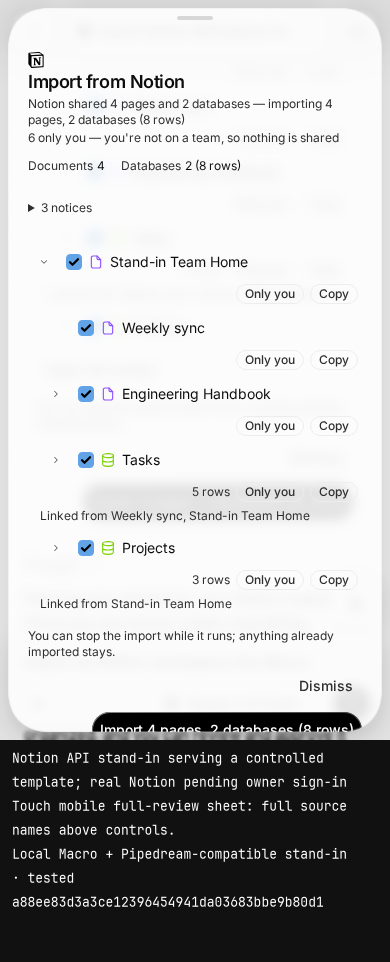 Import from Notion
Notion shared 4 pages and 2 databases — importing 4
pages, 2 databases (8 rows)
6 only you — you're not on a team, so nothing is shared
Documents 4 Databases 2 (8 rows)
3 notices
Stand-in Team Home
Only you Copy
Weekly sync
Only you Copy
Engineering Handbook
Only you Copy
Tasks
5 rows Only you Copy
Linked from Weekly sync, Stand-in Team Home
Projects
3 rows Only you Copy
Linked from Stand-in Team Home
You can stop the import while it runs; anything already
imported stays.
Dismiss
Import 4 pages, 2 databases (8 rows)
Notion API stand-in serving a controlled
template; real Notion pending owner sign-in
Touch mobile full-review sheet: full source
names above controls.
Local Macro + Pipedream-compatible stand-in
· tested
a88ee83d3a3ce12396454941da03683bbe9b80d1